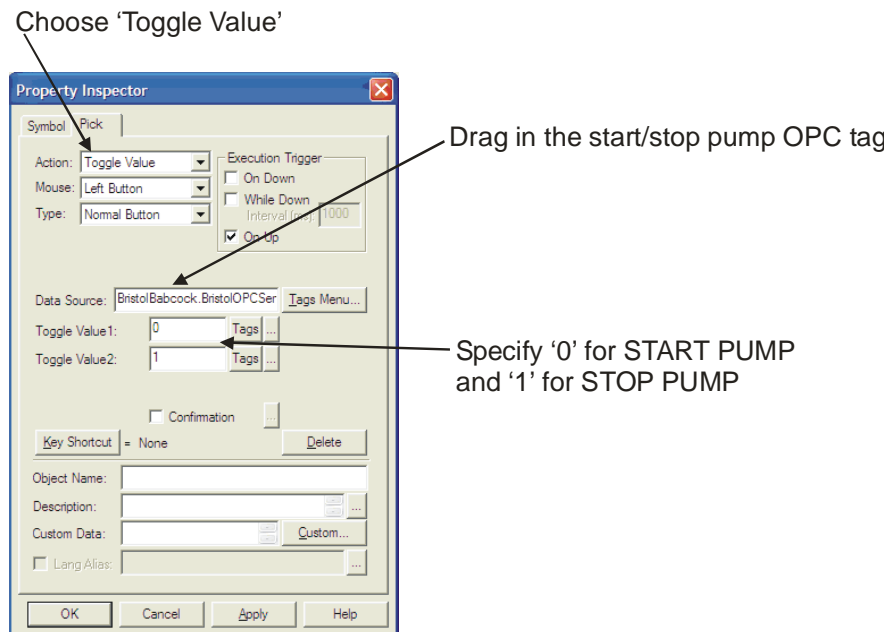 Choose ‘Toggle Value’
Property Inspector
Symbol Pick
Drag in the start/stop pump OPC tag
Action: Toggle Value
Execution Trigger
On Down
Mouse: Left Button
While Down
Interval (ms): 1000
Type: Normal Button
On Up
Data Source: BristolBabcock.BristolOPCSer Tags Menu...
Toggle Value1: 0 Tags ...
Toggle Value2: 1 Tags ...
Specify ‘0’ for START PUMP
and ‘1’ for STOP PUMP
Confirmation ...
Key Shortcut = None Delete
Object Name:
Description: ...
Custom Data: Custom...
Lang Alias: ...
OK Cancel Apply Help